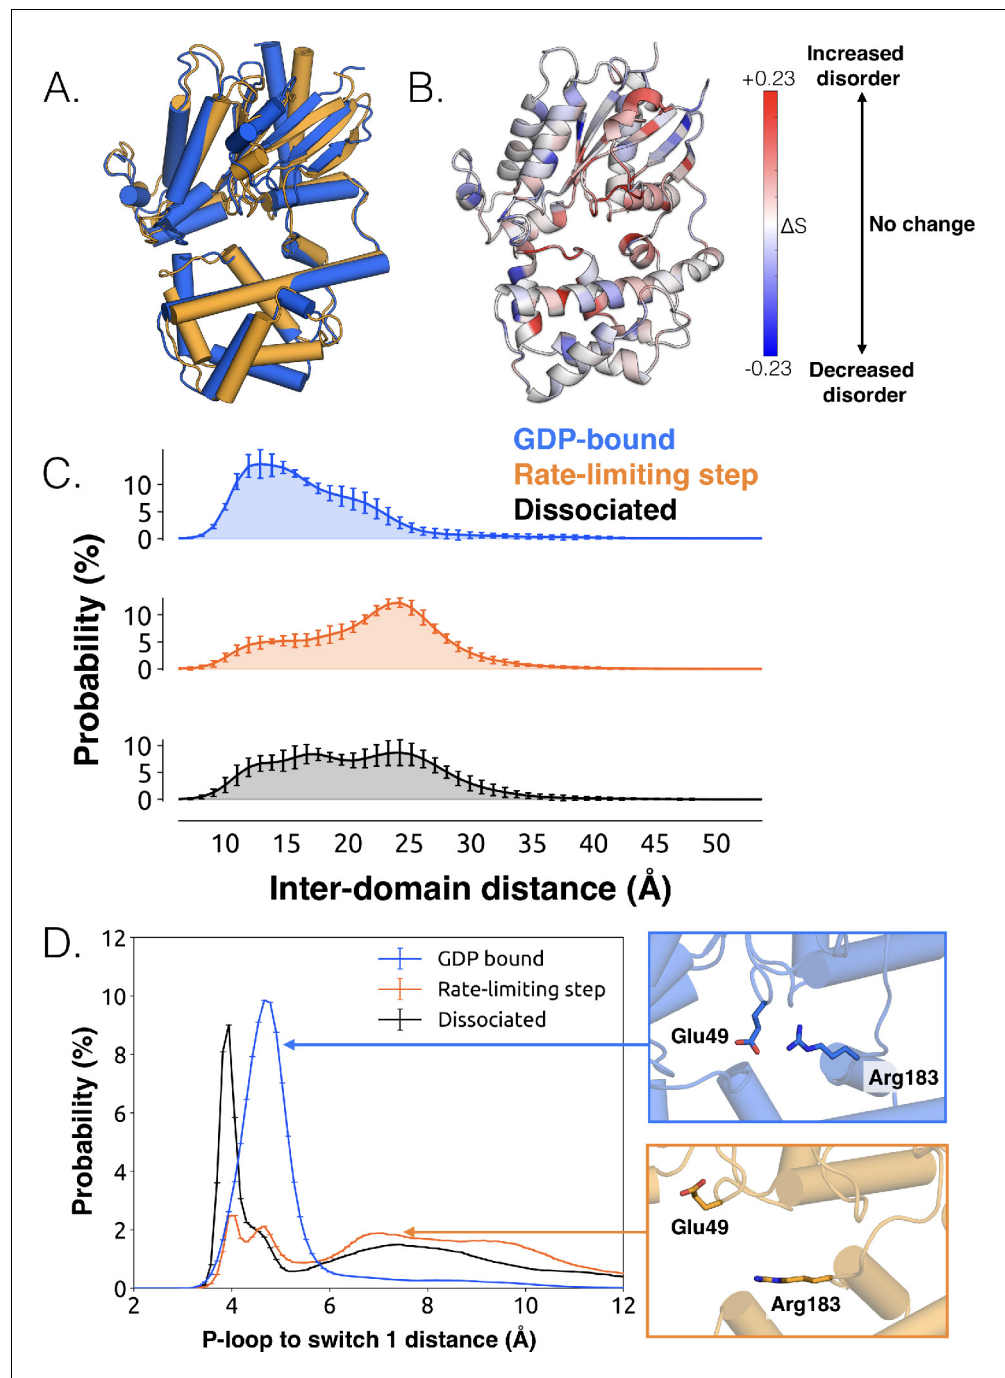 A.
B.
+0.23
ΔS
-0.23
Increased
disorder
No change
Decreased
disorder
C.
GDP-bound
Rate-limiting step
Dissociated
Probability (%)
10
5
0
10
5
0
10
5
0
10 15 20 25 30 35 40 45 50
Inter-domain distance (Å)
D.
Probability (%)
12
10
8
6
4
2
0
2 4 6 8 10 12
P-loop to switch 1 distance (Å)
GDP bound
Rate-limiting step
Dissociated
Glu49
Arg183
Glu49
Arg183